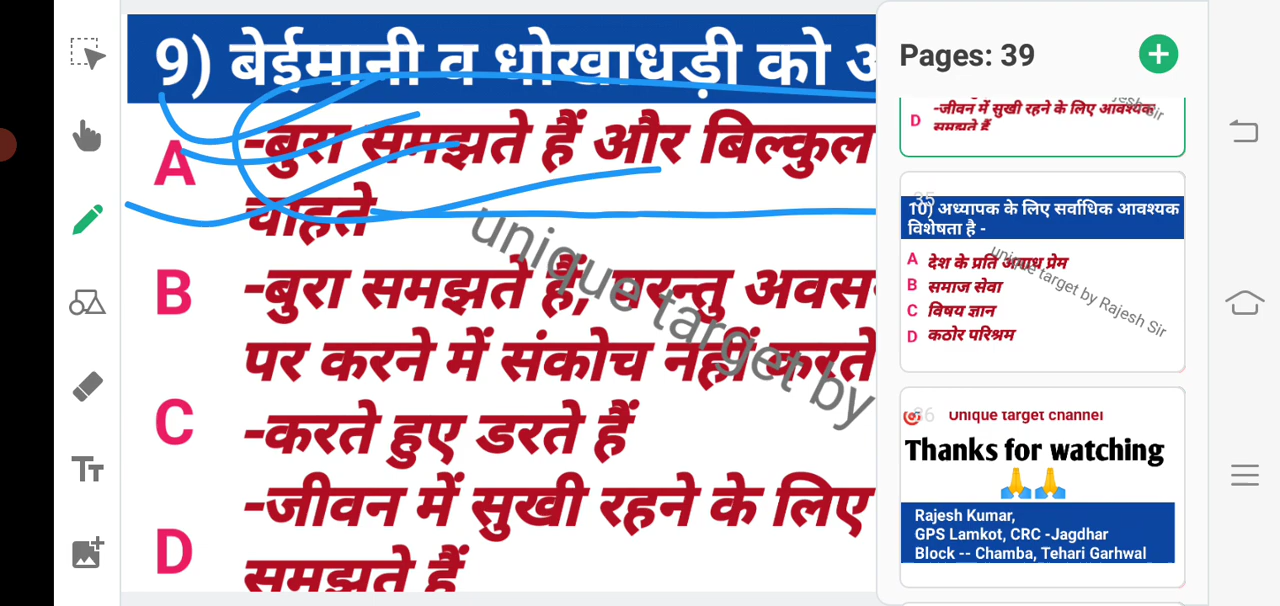 9) बेईमानी व धोखाधड़ी को
A -बुरा समझते हैं और बिल्कुल
चाहते
B -बुरा समझते हैं, परन्तु
पर करने में संकोच नहीं करते
C -करते हुए डरते हैं
D -जीवन में सुखी रहने के लिए
समझते हैं
unique target by
Pages: 39
-जीवन में सुखी रहने के लिए आवश्यक
D समझते हैं
35
10) अध्यापक के लिए सर्वाधिक आवश्यक
विशेषता है -
A देश के प्रति अगाध प्रेम
B समाज सेवा
C विषय ज्ञान
D कठोर परिश्रम
unique target by Rajesh Sir
36 Unique target channel
Thanks for watching
Rajesh Kumar,
GPS Lamkot, CRC -Jagdhar
Block -- Chamba, Tehari Garhwal
TT